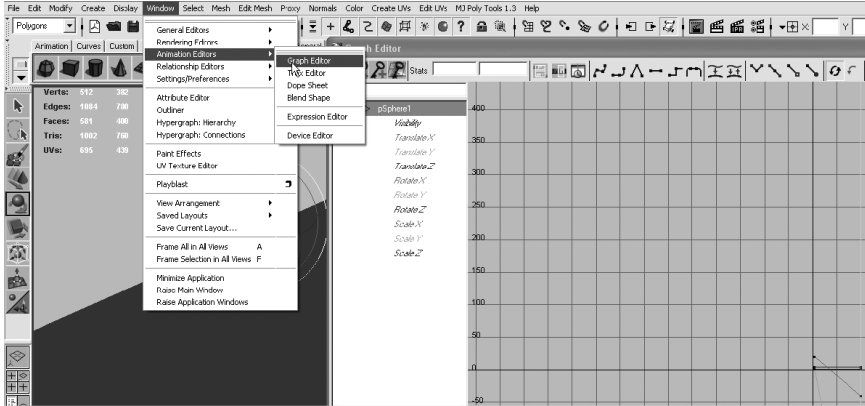 File Edit Modify Create Display Window Select Mesh Edit Mesh Proxy Normals Color Create UVs Edit UVs MJ Poly Tools 1.3 Help
Polygons
Y
General Editors
Rendering Editors
Animation Curves Custom
Animation Editors
Graph Editor
Relationship Editors
Trax Editor
Stats
Settings/Preferences
Dope Sheet
Verts: 512 382
Attribute Editor
Blend Shape
Edges: 1084 780
Outliner
pSphere1
400
Faces: 581 400
Hypergraph: Hierarchy
Expression Editor
Visibility
Tris: 1002 760
Hypergraph: Connections
Device Editor
Translate X
350
UVs: 695 439
Translate Y
Paint Effects
UV Texture Editor
Translate Z
300
Rotate X
Playblast
Rotate Y
View Arrangement
Rotate Z
250
Saved Layouts
Scale X
Save Current Layout...
Scale Y
200
Frame All in All Views A
Scale Z
Frame Selection in All Views F
150
Minimize Application
Raise Main Window
Raise Application Windows
100
50
0
-50